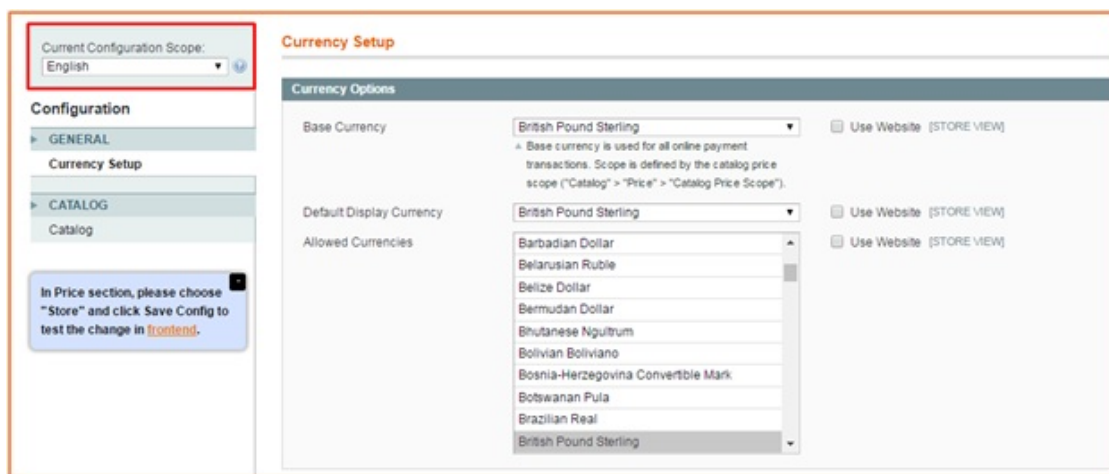 Current Configuration Scope:
English
Configuration
GENERAL
Currency Setup
CATALOG
Catalog
In Price section, please choose
"Store" and click Save Config to
test the change in frontend.
Currency Setup
Currency Options
Base Currency
British Pound Sterling
Use Website [STORE VIEW]
Base currency is used for all online payment
transactions. Scope is defined by the catalog price
scope ("Catalog" > "Price" > "Catalog Price Scope").
Default Display Currency
British Pound Sterling
Use Website [STORE VIEW]
Allowed Currencies
Barbadian Dollar
Belarusian Ruble
Belize Dollar
Bermudan Dollar
Bhutanese Ngultrum
Bolivian Boliviano
Bosnia-Herzegovina Convertible Mark
Botswanan Pula
Brazilian Real
British Pound Sterling
Use Website [STORE VIEW]